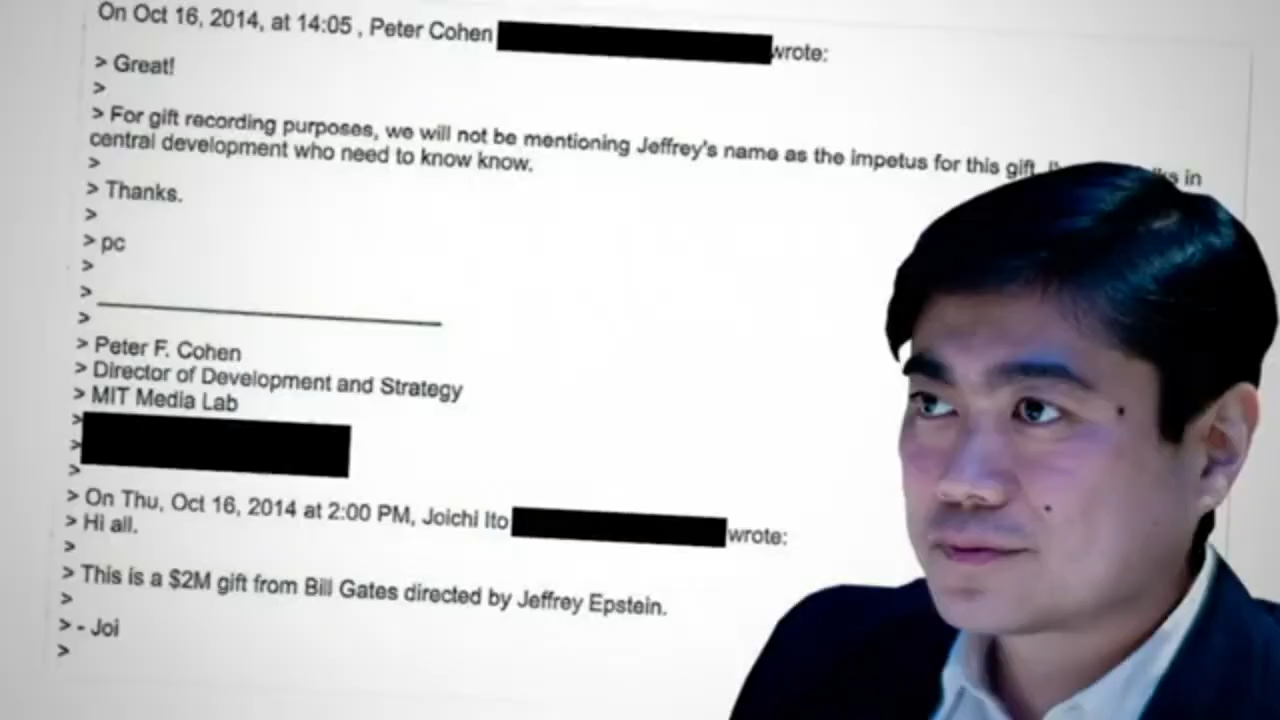 On Oct 16, 2014, at 14:05 , Peter Cohen wrote:
> Great!
>
> For gift recording purposes, we will not be mentioning Jeffrey's name as the impetus for this gift. in
central development who need to know know.
>
> Thanks.
>
> pc
>
> ____________________
>
> Peter F. Cohen
> Director of Development and Strategy
> MIT Media Lab
>
>
>
> On Thu, Oct 16, 2014 at 2:00 PM, Joichi Ito wrote:
> Hi all.
>
> This is a $2M gift from Bill Gates directed by Jeffrey Epstein.
>
> - Joi
>